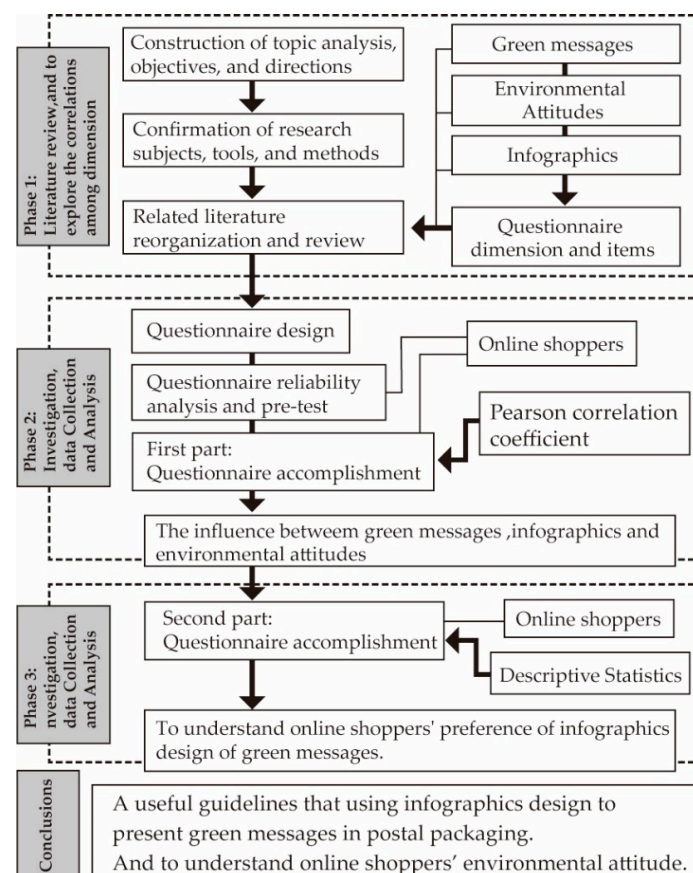 Phase 1:
Literature review,and to
explore the correlations
among dimension
Construction of topic analysis,
objectives, and directions
Confirmation of research
subjects, tools, and methods
Related literature
reorganization and review
Green messages
Environmental
Attitudes
Infographics
Questionnaire
dimension and items
Phase 2:
Investigation,
data Collection
and Analysis
Questionnaire design
Questionnaire reliability
analysis and pre-test
First part:
Questionnaire accomplishment
Online shoppers
Pearson correlation
coefficient
The influence betweem green messages ,infographics and
environmental attitudes
Phase 3:
nvestigation,
data Collection
and Analysis
Second part:
Questionnaire accomplishment
Online shoppers
Descriptive Statistics
To understand online shoppers' preference of infographics
design of green messages.
Conclusions
A useful guidelines that using infographics design to
present green messages in postal packaging.
And to understand online shoppers’ environmental attitude.